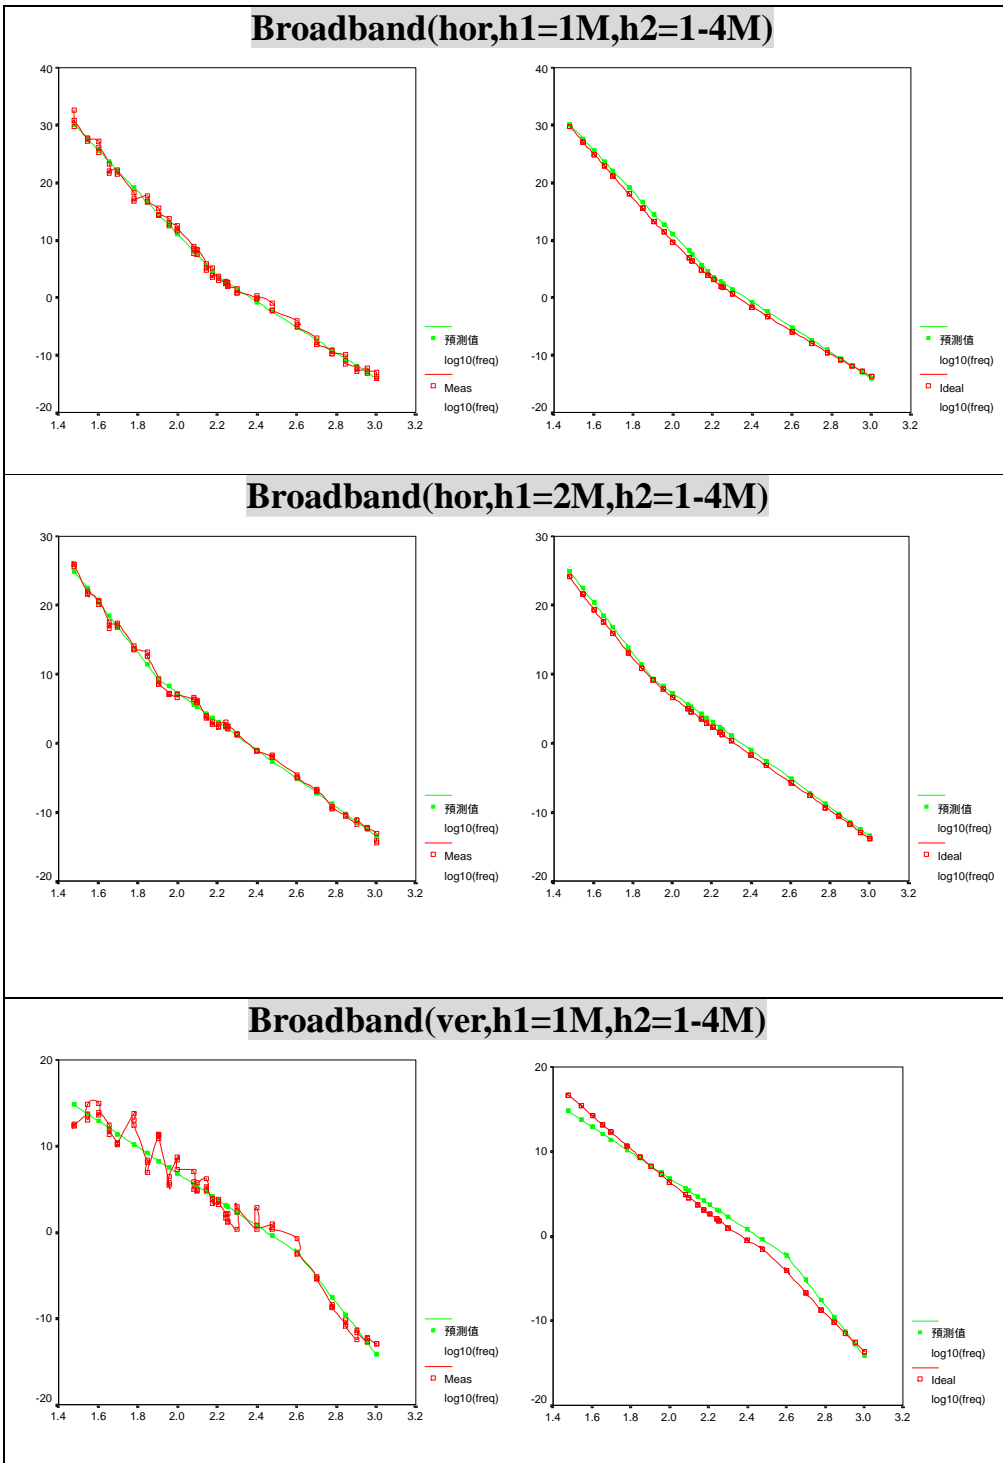 Broadband(hor,h1=1M,h2=1-4M)
40
30
20
10
0
-10
-20
1.4 1.6 1.8 2.0 2.2 2.4 2.6 2.8 3.0 3.2
預測值
log10(freq)
Meas
log10(freq)
40
30
20
10
0
-10
-20
1.4 1.6 1.8 2.0 2.2 2.4 2.6 2.8 3.0 3.2
預測值
log10(freq)
Ideal
log10(freq)
Broadband(hor,h1=2M,h2=1-4M)
30
20
10
0
-10
-20
1.4 1.6 1.8 2.0 2.2 2.4 2.6 2.8 3.0 3.2
預測值
log10(freq)
Meas
log10(freq)
30
20
10
0
-10
-20
1.4 1.6 1.8 2.0 2.2 2.4 2.6 2.8 3.0 3.2
預測值
log10(freq)
Ideal
log10(freq0
Broadband(ver,h1=1M,h2=1-4M)
20
10
0
-10
-20
1.4 1.6 1.8 2.0 2.2 2.4 2.6 2.8 3.0 3.2
預測值
log10(freq)
Meas
log10(freq)
20
10
0
-10
-20
1.4 1.6 1.8 2.0 2.2 2.4 2.6 2.8 3.0 3.2
預測值
log10(freq)
Ideal
log10(freq)